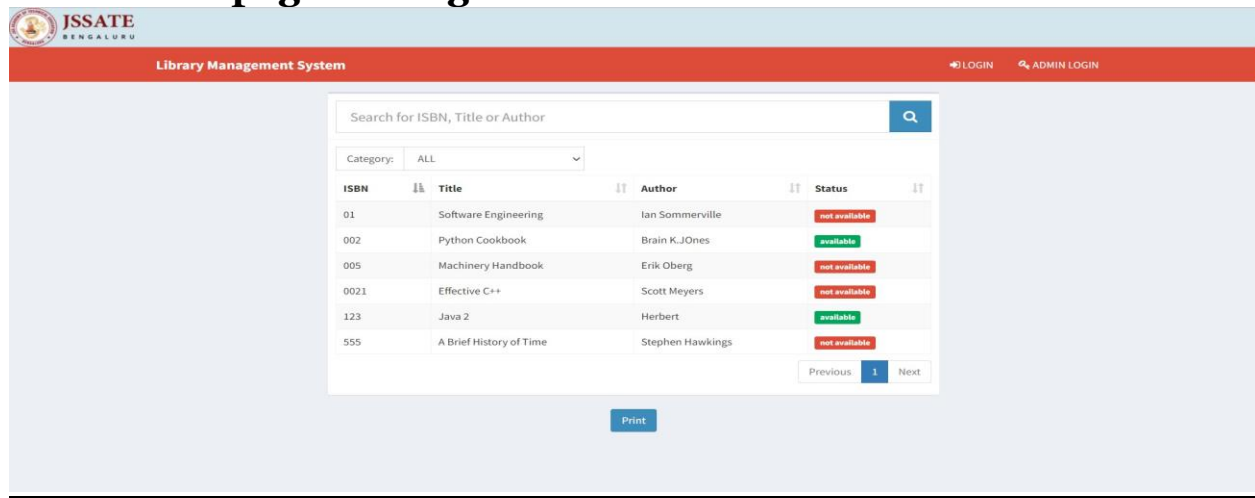 JSSATE
BENGALURU
Library Management System LOGIN ADMIN LOGIN
Search for ISBN, Title or Author
Category: ALL
ISBN Title Author Status
01 Software Engineering Ian Sommerville not available
002 Python Cookbook Brain K.JOnes available
005 Machinery Handbook Erik Oberg not available
0021 Effective C++ Scott Meyers not available
123 Java 2 Herbert available
555 A Brief History of Time Stephen Hawkings not available
Previous 1 Next
Print